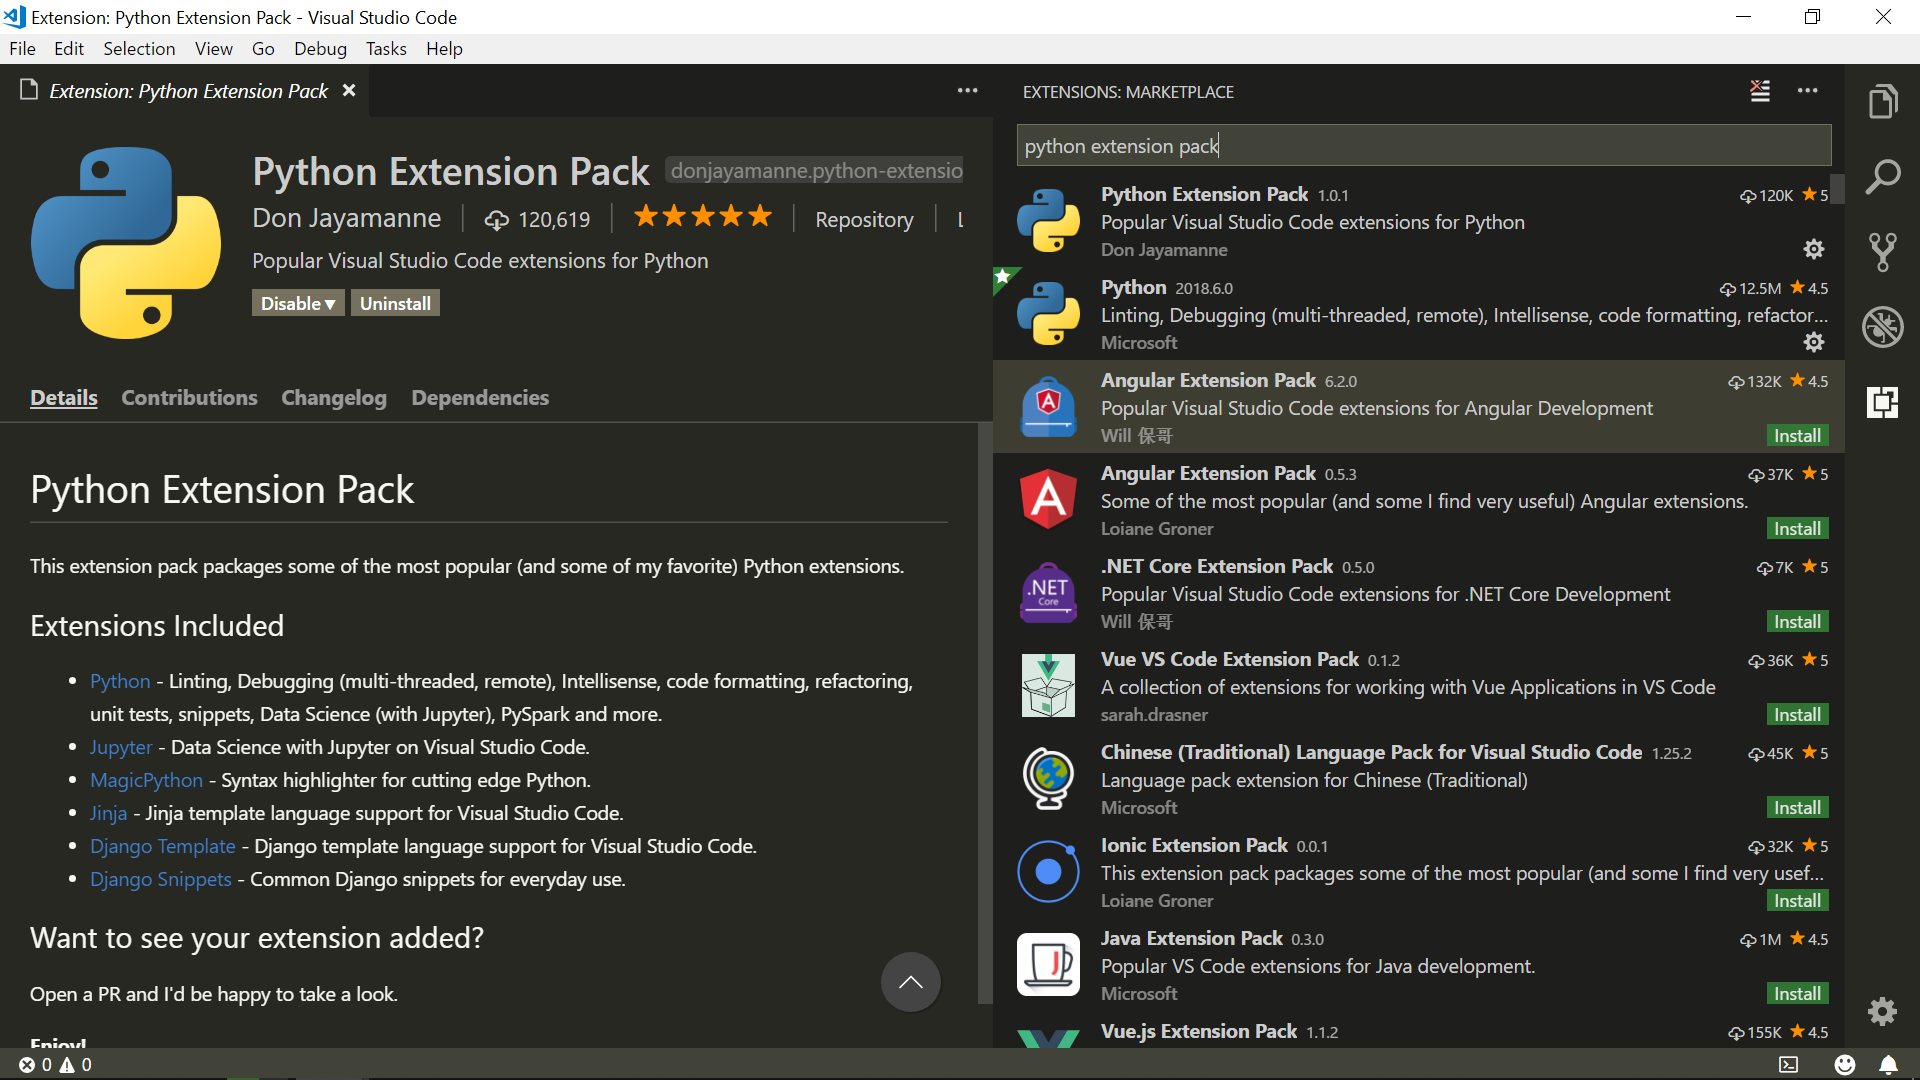 Extension: Python Extension Pack - Visual Studio Code
File Edit Selection View Go Debug Tasks Help
Extension: Python Extension Pack
Python Extension Pack donjayamanne.python-extensio
Don Jayamanne 120,619 Repository
Popular Visual Studio Code extensions for Python
Disable Uninstall
Details Contributions Changelog Dependencies
Python Extension Pack
This extension pack packages some of the most popular (and some of my favorite) Python extensions.
Extensions Included
Python - Linting, Debugging (multi-threaded, remote), Intellisense, code formatting, refactoring,
unit tests, snippets, Data Science (with Jupyter), PySpark and more.
Jupyter - Data Science with Jupyter on Visual Studio Code.
MagicPython - Syntax highlighter for cutting edge Python.
Jinja - Jinja template language support for Visual Studio Code.
Django Template - Django template language support for Visual Studio Code.
Django Snippets - Common Django snippets for everyday use.
Want to see your extension added?
Open a PR and I'd be happy to take a look.
Enjoy!
EXTENSIONS: MARKETPLACE
python extension pack
Python Extension Pack 1.0.1 120K 5
Popular Visual Studio Code extensions for Python
Don Jayamanne
Python 2018.6.0 12.5M 4.5
Linting, Debugging (multi-threaded, remote), Intellisense, code formatting, refactor...
Microsoft
Angular Extension Pack 6.2.0 132K 4.5
Popular Visual Studio Code extensions for Angular Development
Will 保哥 Install
Angular Extension Pack 0.5.3 37K 5
Some of the most popular (and some I find very useful) Angular extensions.
Loiane Groner Install
.NET Core
.NET Core Extension Pack 0.5.0 7K 5
Popular Visual Studio Code extensions for .NET Core Development
Will 保哥 Install
Vue VS Code Extension Pack 0.1.2 36K 5
A collection of extensions for working with Vue Applications in VS Code
sarah.drasner Install
Chinese (Traditional) Language Pack for Visual Studio Code 1.25.2 45K 5
Language pack extension for Chinese (Traditional)
Microsoft Install
Ionic Extension Pack 0.0.1 32K 5
This extension pack packages some of the most popular (and some I find very usef...
Loiane Groner Install
Java Extension Pack 0.3.0 1M 4.5
Popular VS Code extensions for Java development.
Microsoft Install
Vue.js Extension Pack 1.1.2 155K 4.5
0 0